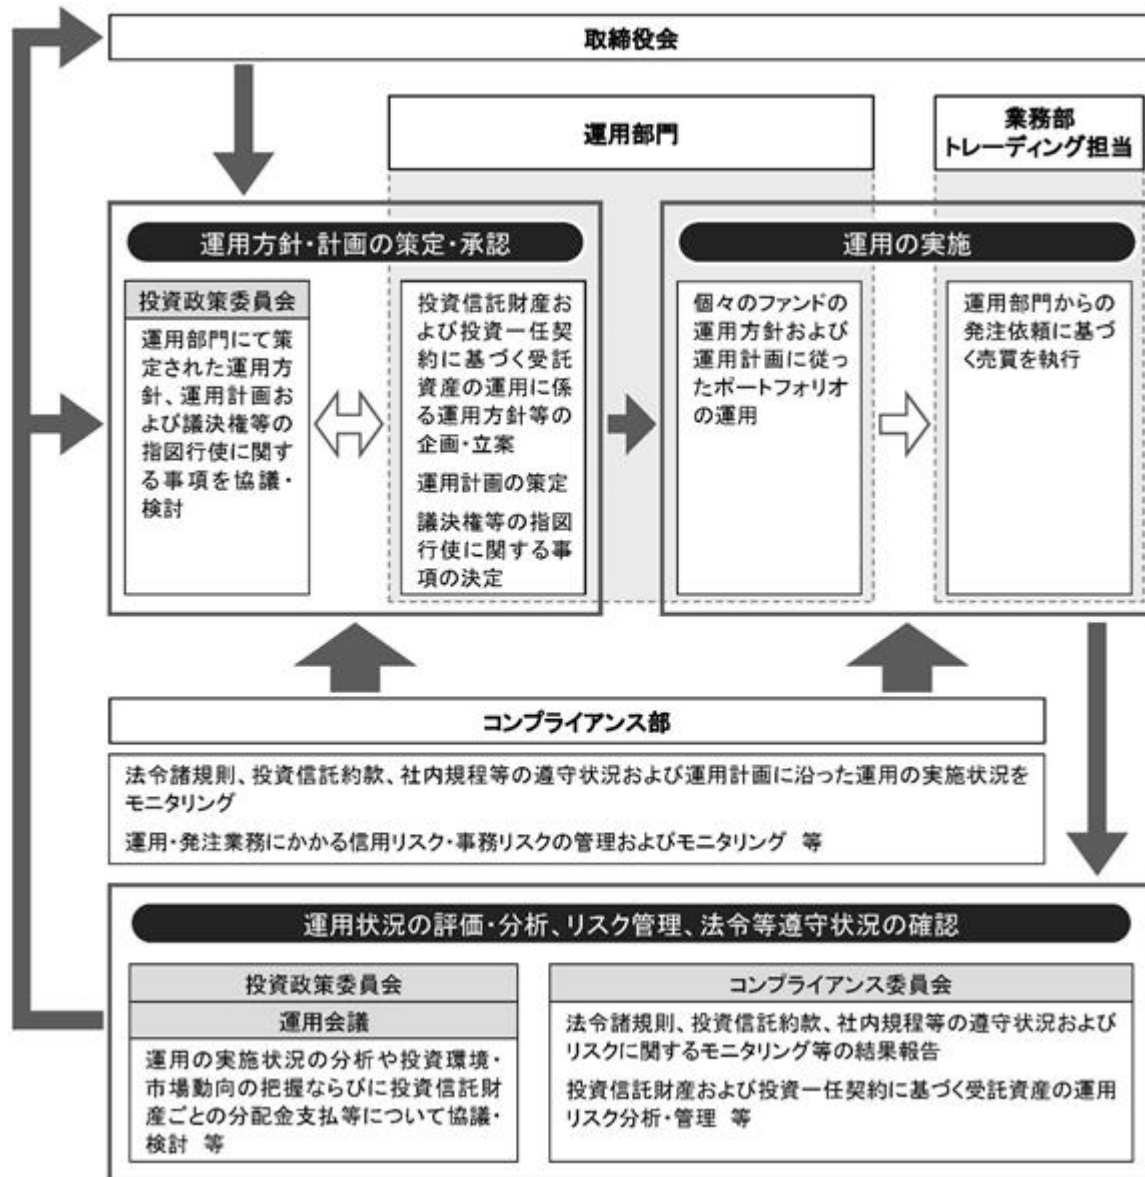 取締役会
運用部門
業務部
トレーディング担当
運用方針・計画の策定・承認
投資政策委員会
運用部門にて策
定された運用方
針、運用計画お
よび議決権等の
指図行使に関す
る事項を協議・
検討
投資信託財産お
よび投資一任契
約に基づく受託
資産の運用に係
る運用方針等の
企画・立案
運用計画の策定
議決権等の指図
行使に関する事
項の決定
運用の実施
個々のファンドの
運用方針および
運用計画に従っ
たポートフォリオ
の運用
運用部門からの
発注依頼に基づ
く売買を執行
コンプライアンス部
法令諸規則、投資信託約款、社内規程等の遵守状況および運用計画に沿った運用の実施状況を
モニタリング
運用・発注業務にかかる信用リスク・事務リスクの管理およびモニタリング 等
運用状況の評価・分析、リスク管理、法令等遵守状況の確認
投資政策委員会
運用会議
運用の実施状況の分析や投資環境・
市場動向の把握ならびに投資信託財
産ごとの分配金支払等について協議・
検討 等
コンプライアンス委員会
法令諸規則、投資信託約款、社内規程等の遵守状況および
リスクに関するモニタリング等の結果報告
投資信託財産および投資一任契約に基づく受託資産の運用
リスク分析・管理 等